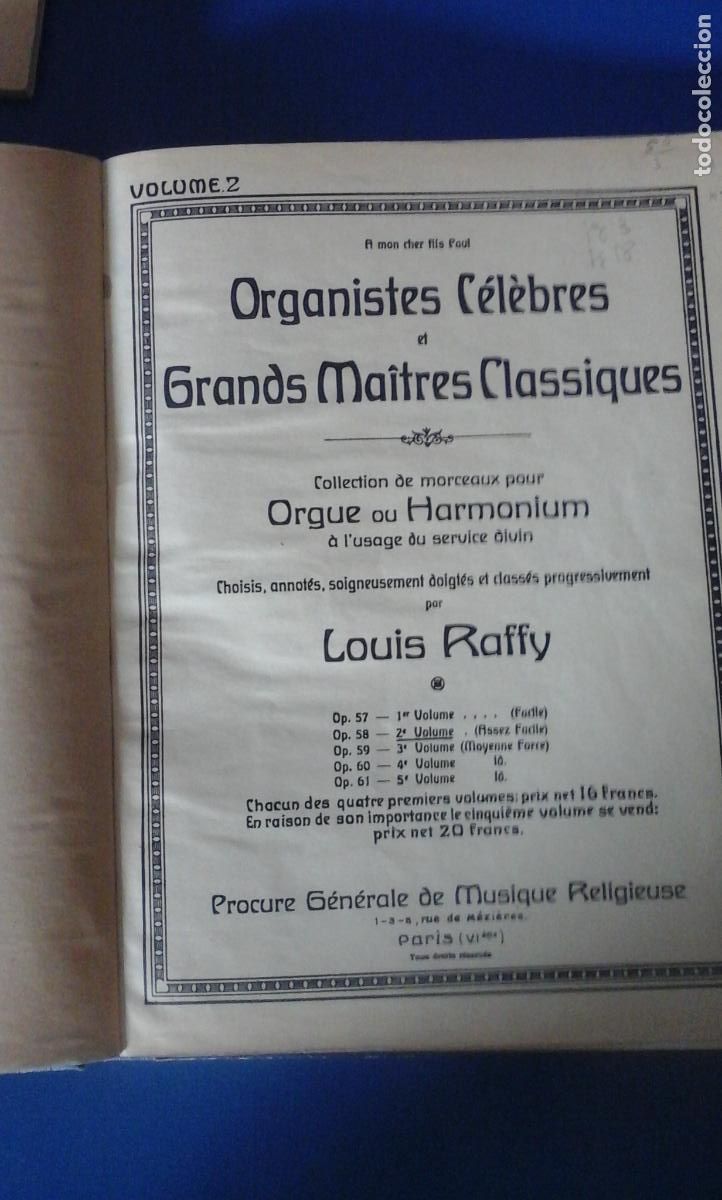 todocoleccion
VOLUME.2
A mon cher fils Paul
Organistes Célèbres
et
Grands Maîtres Classiques
Collection de morceaux pour
Orgue ou Harmonium
à l'usage du service divin
Choisis, annotés, soigneusement doigtés et classés progressivement
par
Louis Raffy
Op. 57 — 1er Volume . . . . (Facile)
Op. 58 — 2e Volume . (Assez Facile)
Op. 59 — 3e Volume (Moyenne Force)
Op. 60 — 4e Volume id.
Op. 61 — 5e Volume id.
Chacun des quatre premiers volumes: prix net 16 francs.
En raison de son importance le cinquième volume se vend:
prix net 20 francs.
Procure Générale de Musique Religieuse
rue de Mézières.
Paris (VIème)
Tous droits réservés